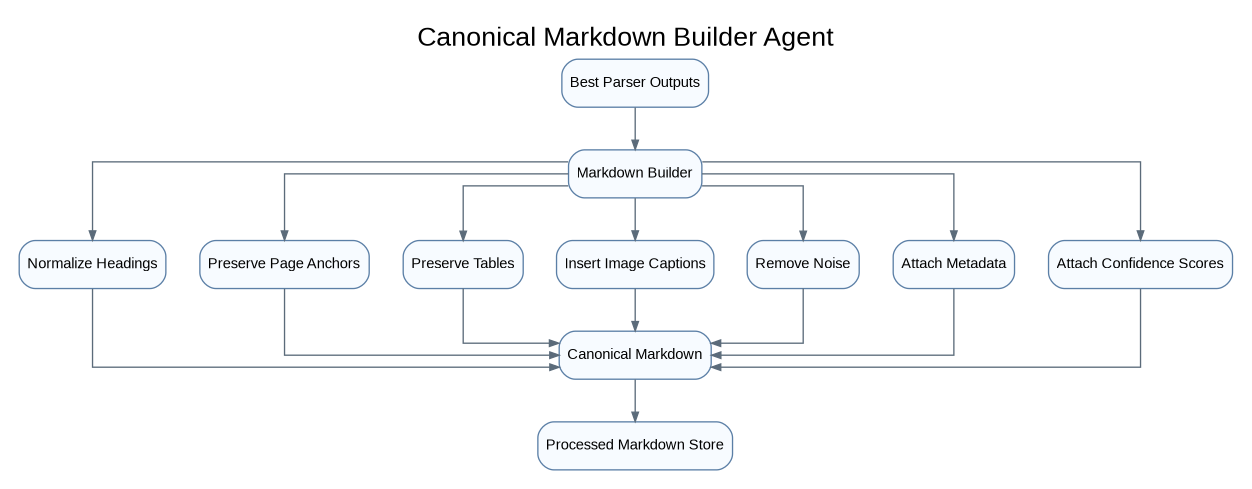 Canonical Markdown Builder Agent
Best Parser Outputs
Markdown Builder
Normalize Headings
Preserve Page Anchors
Preserve Tables
Insert Image Captions
Remove Noise
Attach Metadata
Attach Confidence Scores
Canonical Markdown
Processed Markdown Store